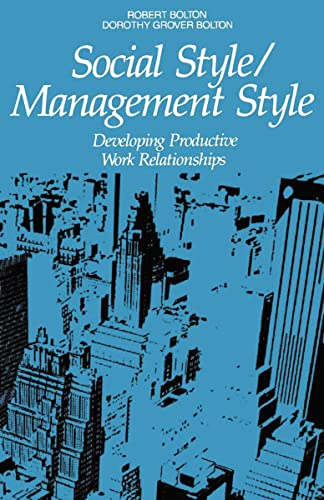 ROBERT BOLTON
DOROTHY GROVER BOLTON
Social Style/
Management Style
Developing Productive
Work Relationships